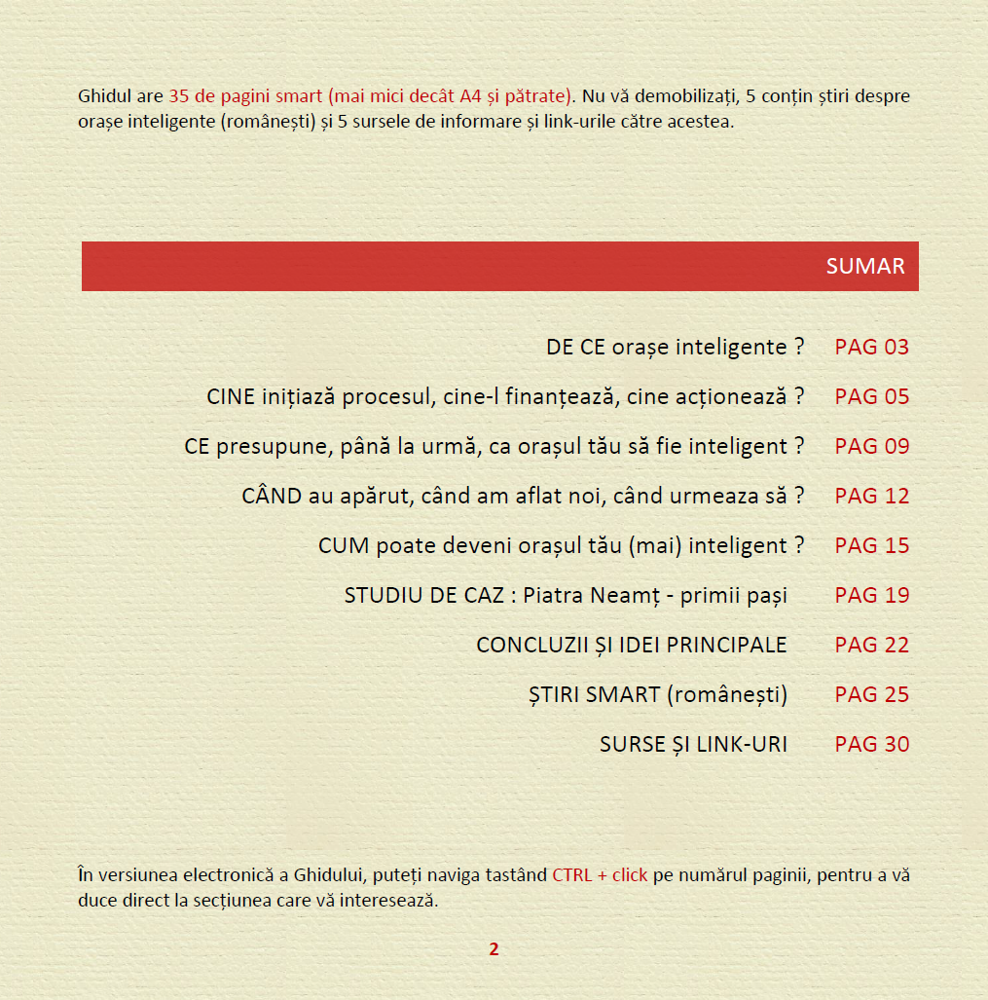 Ghidul are 35 de pagini smart (mai mici decât A4 și pătrate). Nu vă demobilizați, 5 conțin știri despre
orașe inteligente (românești) și 5 sursele de informare și link-urile către acestea.
SUMAR
DE CE orașe inteligente ? PAG 03
CINE inițiază procesul, cine-l finanțează, cine acționează ? PAG 05
CE presupune, până la urmă, ca orașul tău să fie inteligent ? PAG 09
CÂND au apărut, când am aflat noi, când urmeaza să ? PAG 12
CUM poate deveni orașul tău (mai) inteligent ? PAG 15
STUDIU DE CAZ : Piatra Neamț - primii pași PAG 19
CONCLUZII ȘI IDEI PRINCIPALE PAG 22
ȘTIRI SMART (românești) PAG 25
SURSE ȘI LINK-URI PAG 30
În versiunea electronică a Ghidului, puteți naviga tastând CTRL + click pe numărul paginii, pentru a vă
duce direct la secțiunea care vă interesează.
2